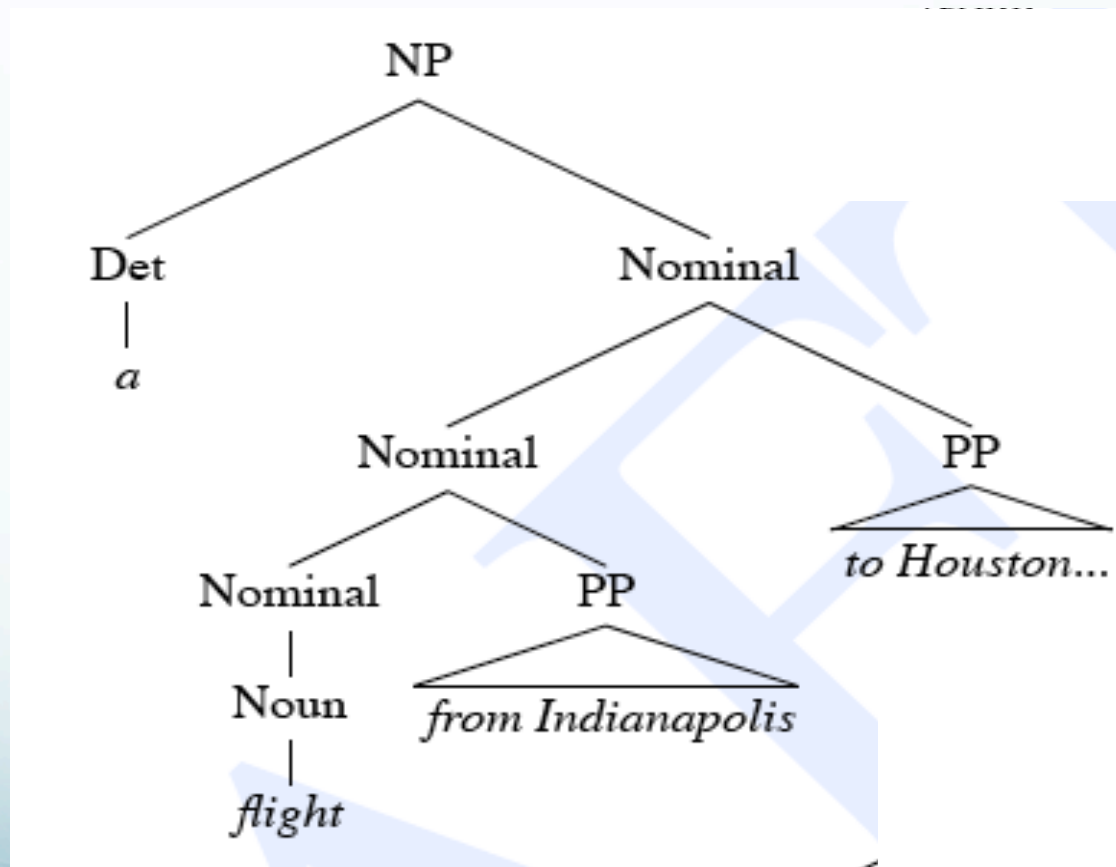 NP
Det Nominal
a
Nominal PP
to Houston...
Nominal PP
Noun
from Indianapolis
flight